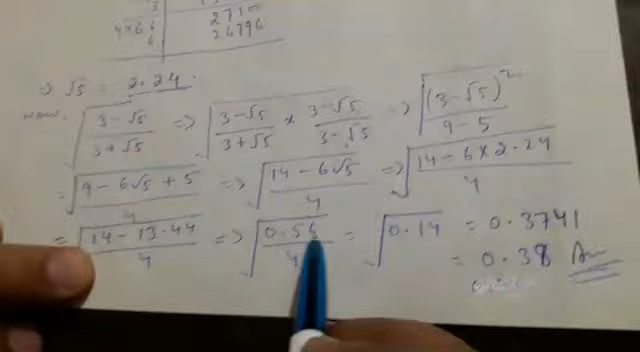 27100
4466
6 26796
⇒ √5 = 2.24.
now, √((3-√5)/(3+√5)) ⇒ √((3-√5)/(3+√5) × (3-√5)/(3-√5)) ⇒ √((3-√5)²/(9-5))
= √((9-6√5+5)/4) ⇒ √((14-6√5)/4) ⇒ √((14-6×2.24)/4)
= √((14-13.44)/4) ⇒ √((0.56)/4) = √0.14 = 0.3741
= 0.38 Ans